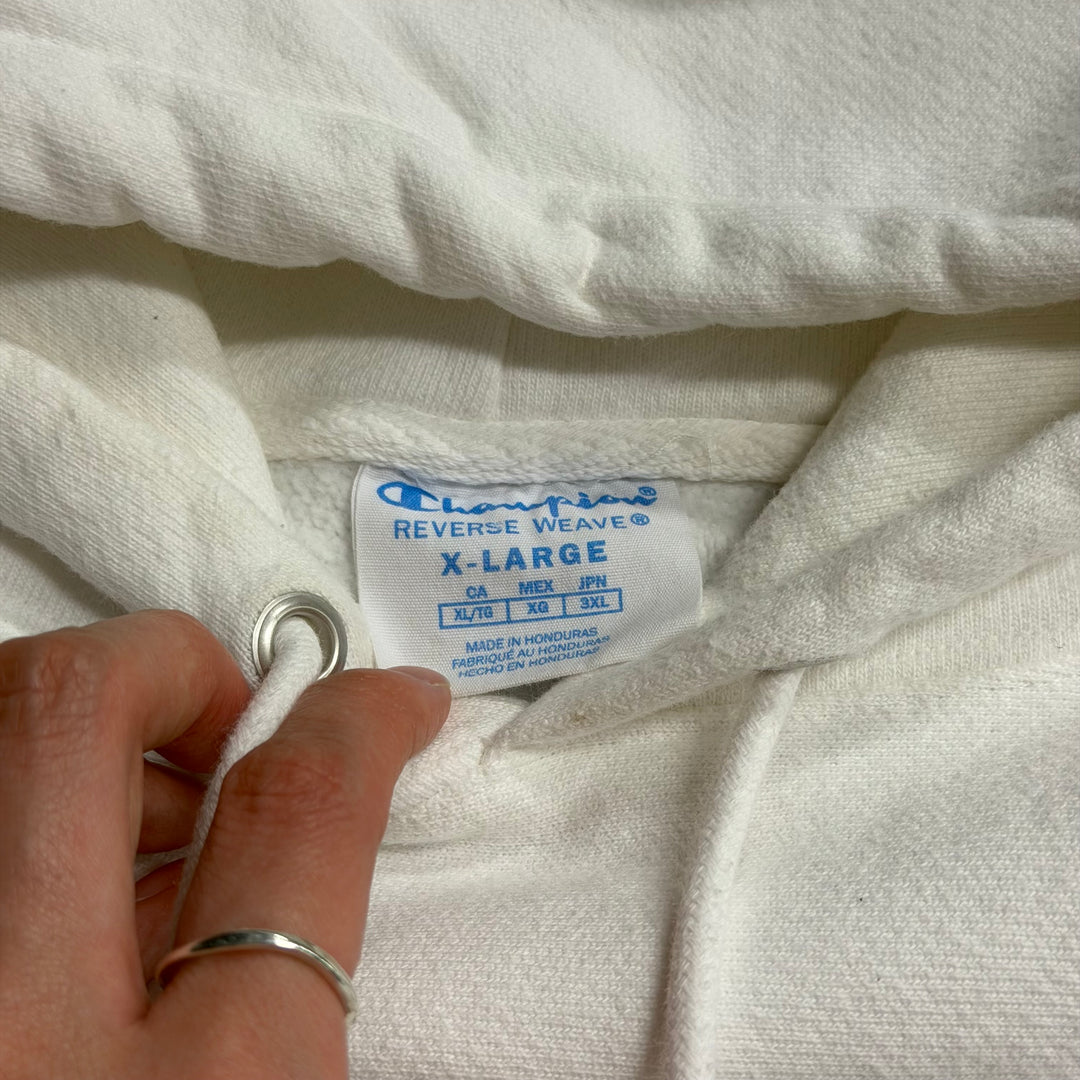 Champion®
REVERSE WEAVE®
X-LARGE
CA MEX JPN
XL/TG XG 3XL
MADE IN HONDURAS
FABRIQUÉ AU HONDURAS
HECHO EN HONDURAS